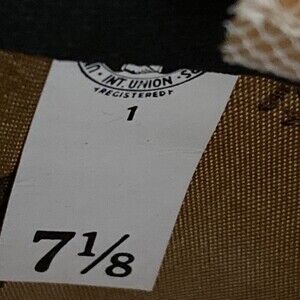 INT. UNION
REGISTERED
1
7 1/8